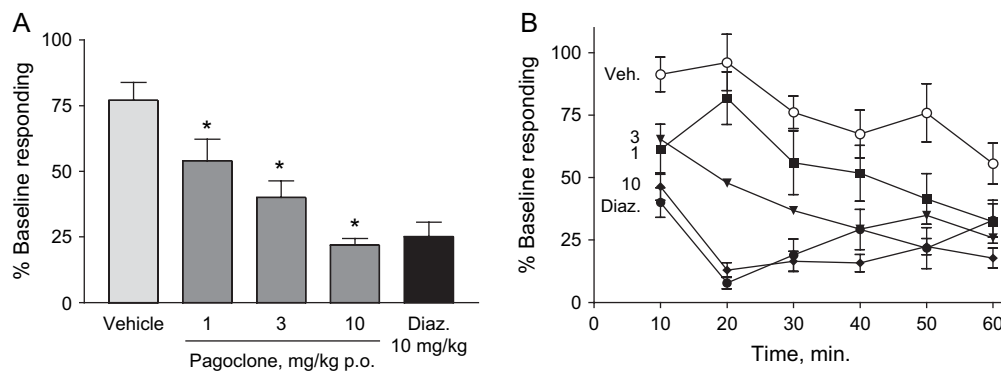 A
% Baseline responding
100
75
50
25
0
*
*
*
Vehicle 1 3 10 Diaz.
10 mg/kg
Pagoclone, mg/kg p.o.
B
% Baseline responding
100
75
50
25
0
Veh.
3
1
10
Diaz.
0 10 20 30 40 50 60
Time, min.